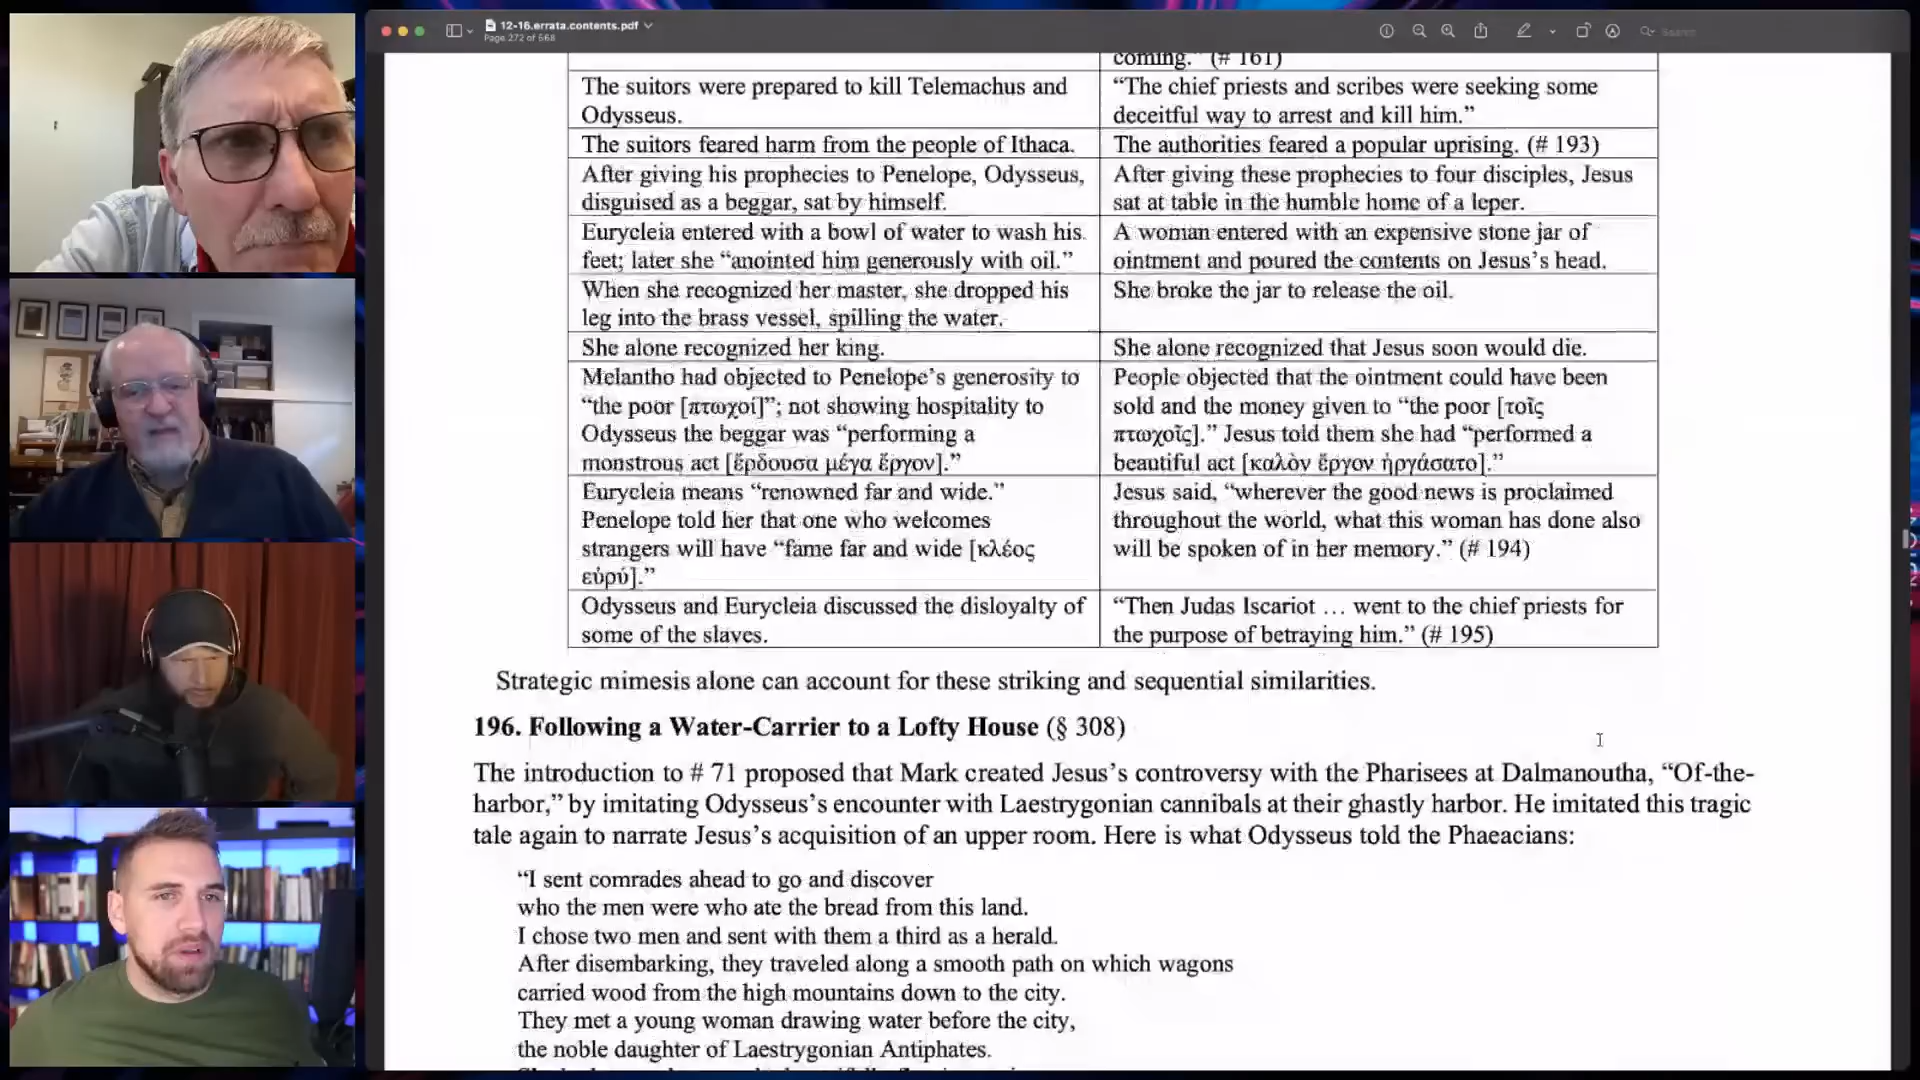 12-16.errata.contents.pdf
Page 272 of 568
Search
coming." (# 161)
The suitors were prepared to kill Telemachus and
Odysseus.
"The chief priests and scribes were seeking some
deceitful way to arrest and kill him."
The suitors feared harm from the people of Ithaca.
The authorities feared a popular uprising. (# 193)
After giving his prophecies to Penelope, Odysseus,
disguised as a beggar, sat by himself.
After giving these prophecies to four disciples, Jesus
sat at table in the humble home of a leper.
Eurycleia entered with a bowl of water to wash his
feet; later she “anointed him generously with oil.”
A woman entered with an expensive stone jar of
ointment and poured the contents on Jesus’s head.
When she recognized her master, she dropped his
leg into the brass vessel, spilling the water.
She broke the jar to release the oil.
She alone recognized her king.
She alone recognized that Jesus soon would die.
Melantho had objected to Penelope’s generosity to
“the poor [πτωχοί]”; not showing hospitality to
Odysseus the beggar was “performing a
monstrous act [ἔρδουσα μέγα ἔργον].”
People objected that the ointment could have been
sold and the money given to “the poor [τοῖς
πτωχοῖς].” Jesus told them she had “performed a
beautiful act [καλὸν ἔργον ἠργάσατο].”
Eurycleia means “renowned far and wide.”
Penelope told her that one who welcomes
strangers will have “fame far and wide [κλέος
εὐρύ].”
Jesus said, “wherever the good news is proclaimed
throughout the world, what this woman has done also
will be spoken of in her memory.” (# 194)
Odysseus and Eurycleia discussed the disloyalty of
some of the slaves.
“Then Judas Iscariot … went to the chief priests for
the purpose of betraying him.” (# 195)
Strategic mimesis alone can account for these striking and sequential similarities.
196. Following a Water-Carrier to a Lofty House (§ 308)
The introduction to # 71 proposed that Mark created Jesus’s controversy with the Pharisees at Dalmanoutha, “Of-the-
harbor,” by imitating Odysseus’s encounter with Laestrygonian cannibals at their ghastly harbor. He imitated this tragic
tale again to narrate Jesus’s acquisition of an upper room. Here is what Odysseus told the Phaeacians:
“I sent comrades ahead to go and discover
who the men were who ate the bread from this land.
I chose two men and sent with them a third as a herald.
After disembarking, they traveled along a smooth path on which wagons
carried wood from the high mountains down to the city.
They met a young woman drawing water before the city,
the noble daughter of Laestrygonian Antiphates.